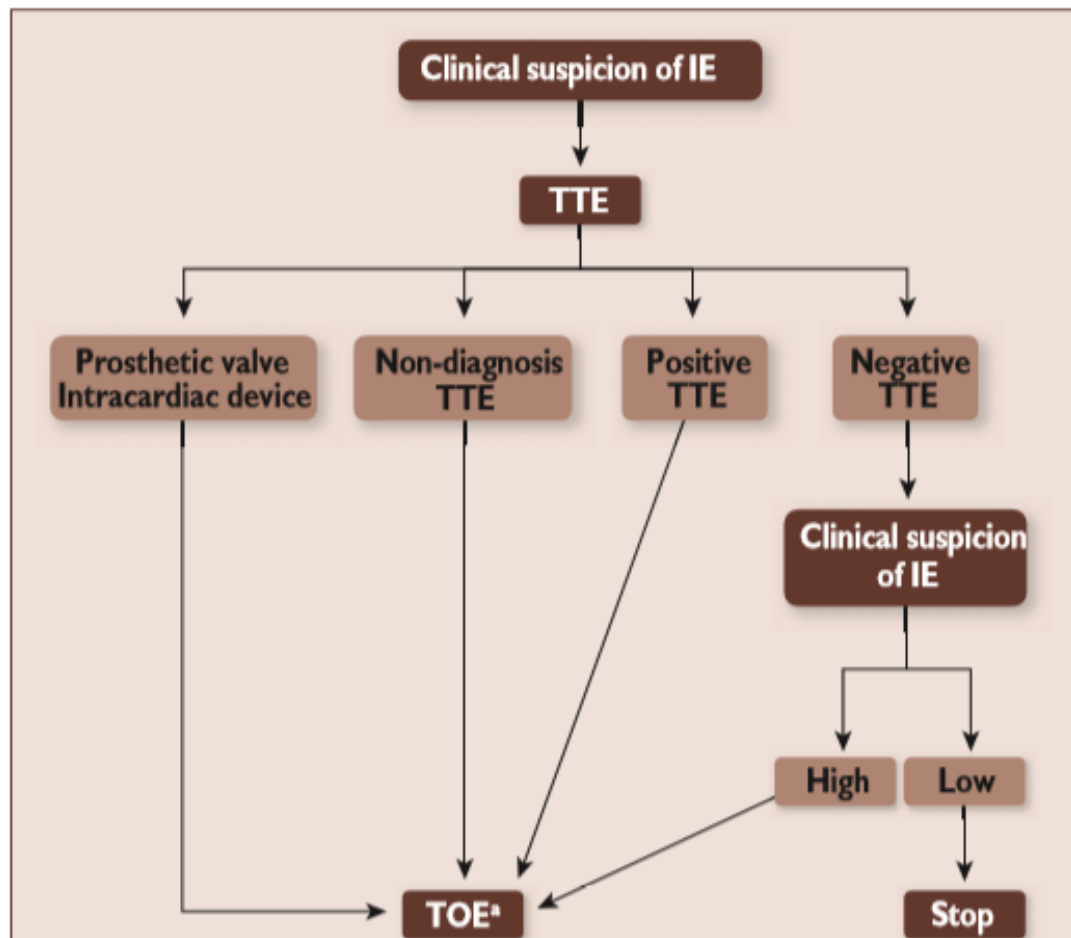 Clinical suspicion of IE
TTE
Prosthetic valve
Intracardiac device
Non-diagnosis
TTE
Positive
TTE
Negative
TTE
Clinical suspicion
of IE
High
Low
TOEᵃ
Stop